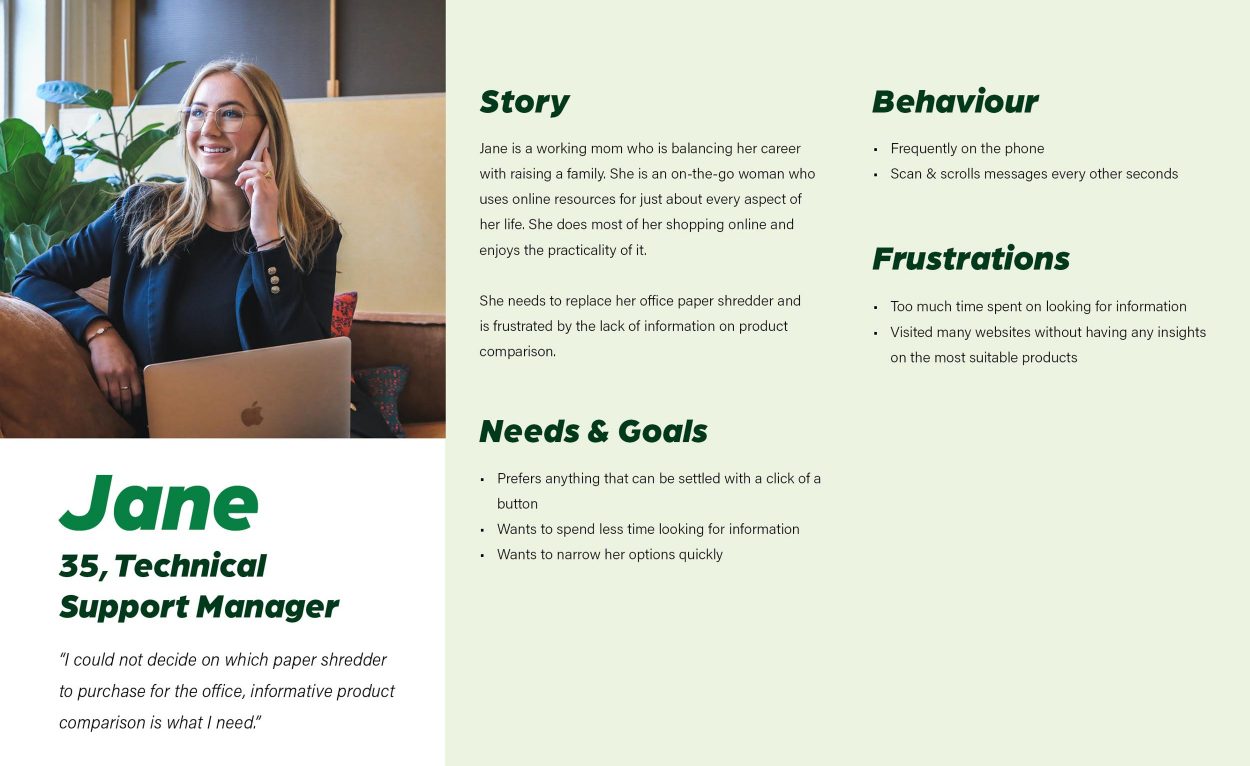 Jane
35, Technical
Support Manager
“I could not decide on which paper shredder
to purchase for the office, informative product
comparison is what I need.”
Story
Jane is a working mom who is balancing her career
with raising a family. She is an on-the-go woman who
uses online resources for just about every aspect of
her life. She does most of her shopping online and
enjoys the practicality of it.
She needs to replace her office paper shredder and
is frustrated by the lack of information on product
comparison.
Needs & Goals
• Prefers anything that can be settled with a click of a
button
• Wants to spend less time looking for information
• Wants to narrow her options quickly
Behaviour
• Frequently on the phone
• Scan & scrolls messages every other seconds
Frustrations
• Too much time spent on looking for information
• Visited many websites without having any insights
on the most suitable products